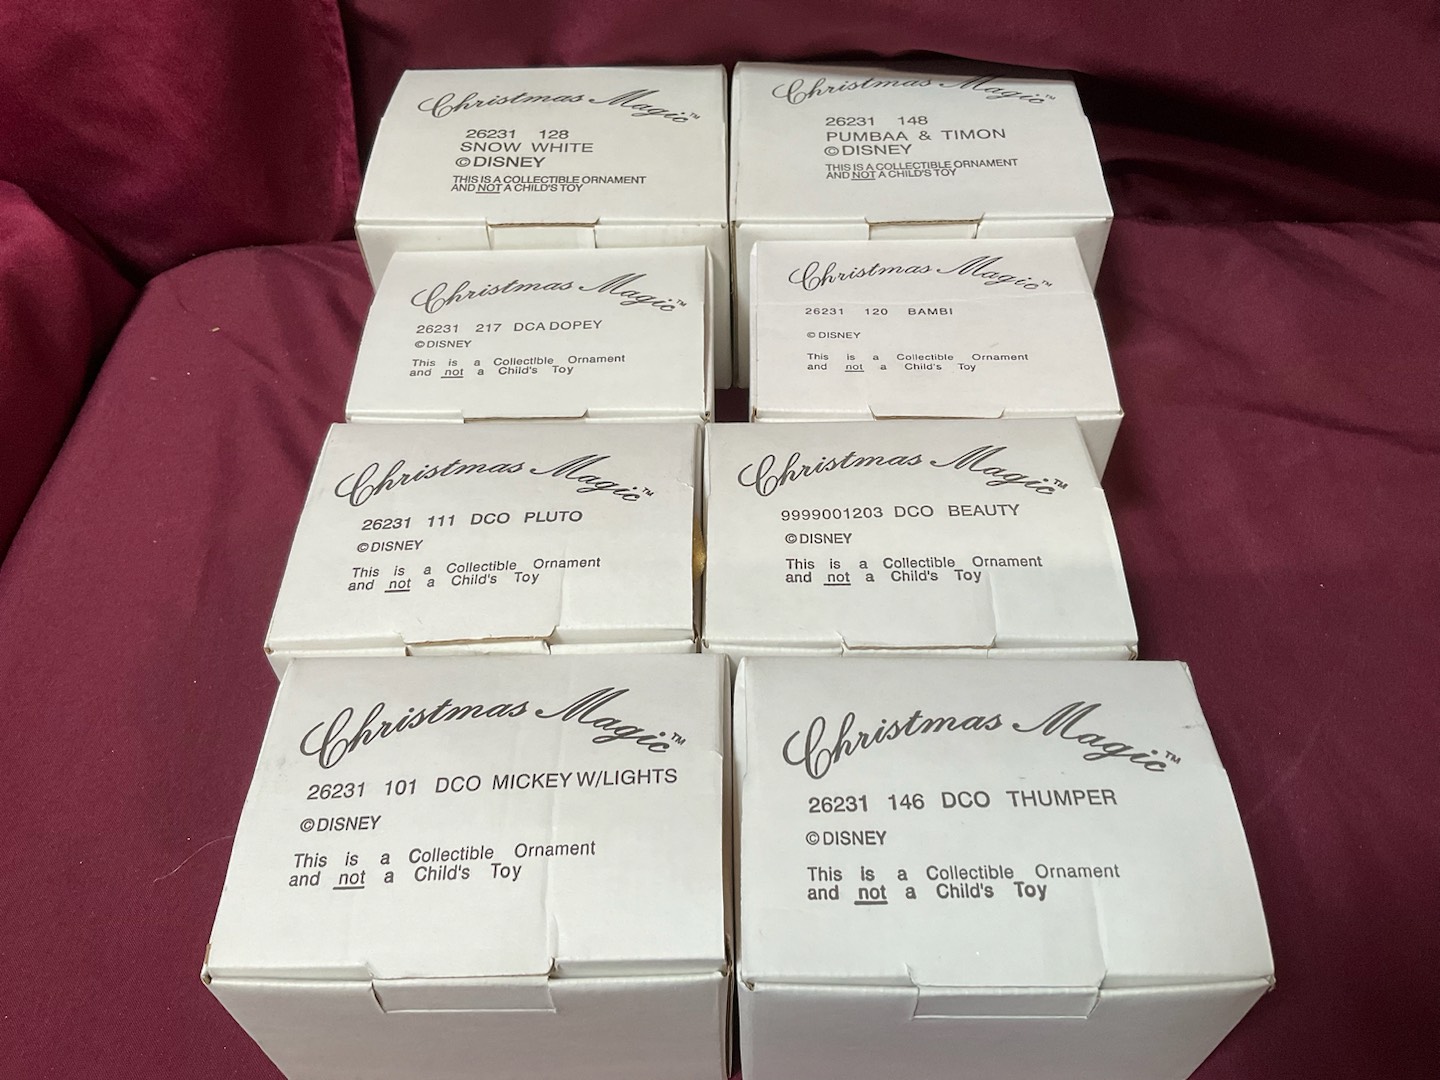 Christmas Magic™
26231 128
SNOW WHITE
©DISNEY
THIS IS A COLLECTIBLE ORNAMENT
AND NOT A CHILD'S TOY
Christmas Magic™
26231 148
PUMBAA & TIMON
©DISNEY
THIS IS A COLLECTIBLE ORNAMENT
AND NOT A CHILD'S TOY
Christmas Magic™
26231 217 DCA DOPEY
©DISNEY
This is a Collectible Ornament
and not a Child's Toy
Christmas Magic™
26231 120 BAMBI
©DISNEY
This is a Collectible Ornament
and not a Child's Toy
Christmas Magic™
26231 111 DCO PLUTO
©DISNEY
This is a Collectible Ornament
and not a Child's Toy
Christmas Magic™
9999001203 DCO BEAUTY
©DISNEY
This is a Collectible Ornament
and not a Child's Toy
Christmas Magic™
26231 101 DCO MICKEY W/LIGHTS
©DISNEY
This is a Collectible Ornament
and not a Child's Toy
Christmas Magic™
26231 146 DCO THUMPER
©DISNEY
This is a Collectible Ornament
and not a Child's Toy